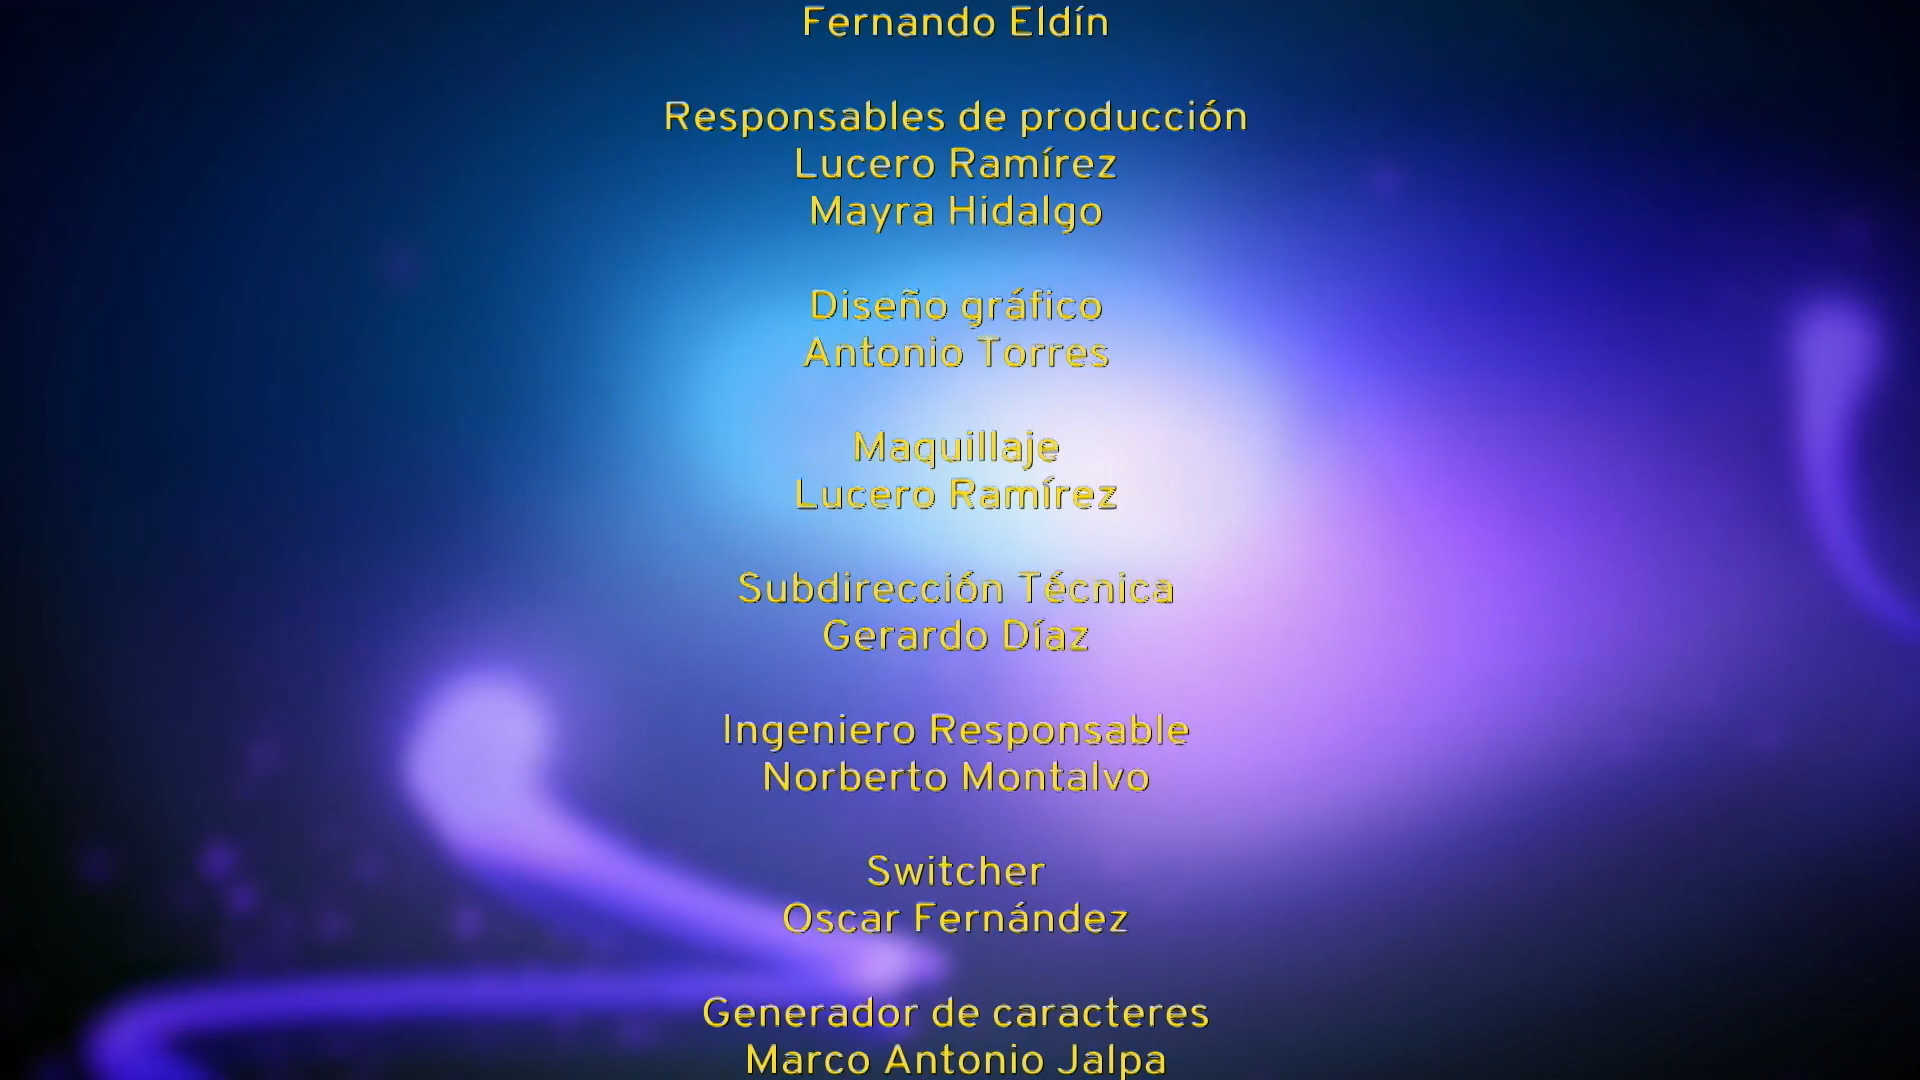 Fernando Eldín
Responsables de producción
Lucero Ramírez
Mayra Hidalgo
Diseño gráfico
Antonio Torres
Maquillaje
Lucero Ramírez
Subdirección Técnica
Gerardo Díaz
Ingeniero Responsable
Norberto Montalvo
Switcher
Oscar Fernández
Generador de caracteres
Marco Antonio Jalpa